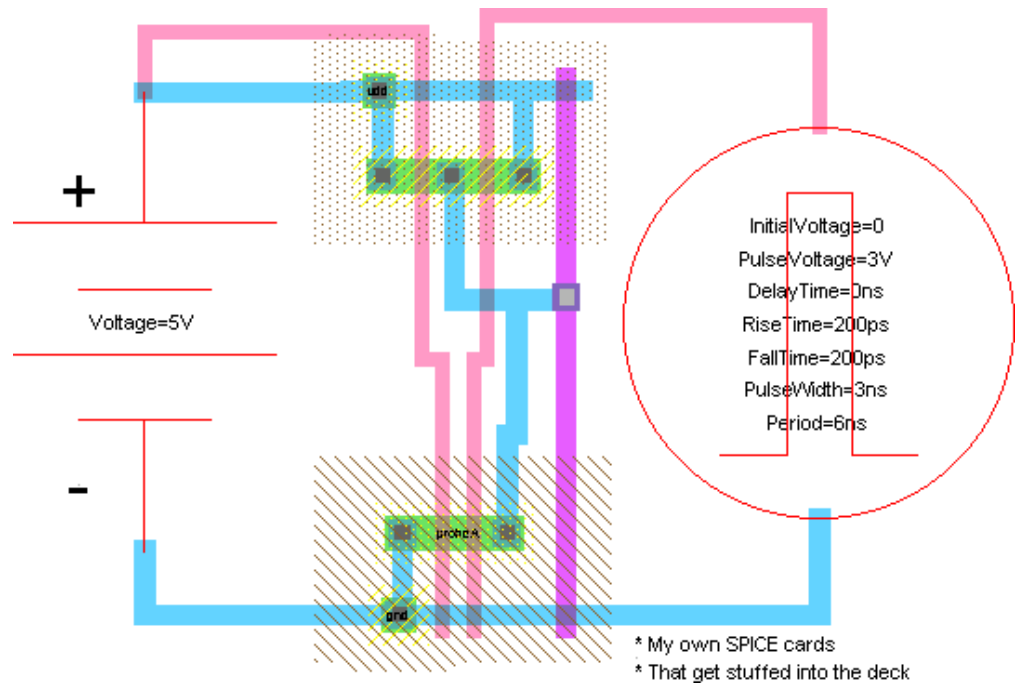 vdd
+
InitialVoltage=0
PulseVoltage=3V
DelayTime=0ns
Voltage=5V
RiseTime=200ps
FallTime=200ps
PulseWidth=3ns
Period=6ns
-
probeA
gnd
* My own SPICE cards
* That get stuffed into the deck